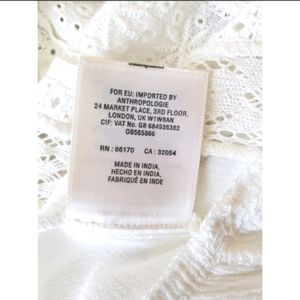 FOR EU: IMPORTED BY
ANTHROPOLOGIE
24 MARKET PLACE, 3RD FLOOR,
LONDON, UK W1W8AN
CIF: VAT No. GB 684936382
OB565866
RN : 66170 CA : 32054
MADE IN INDIA,
HECHO EN INDIA,
FABRIQUÉ EN INDE